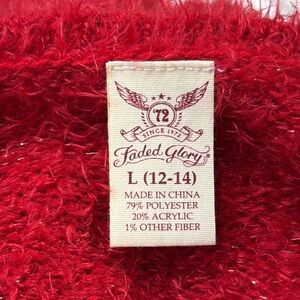 '72
SINCE 1972
Faded Glory
L (12-14)
MADE IN CHINA
79% POLYESTER
20% ACRYLIC
1% OTHER FIBER